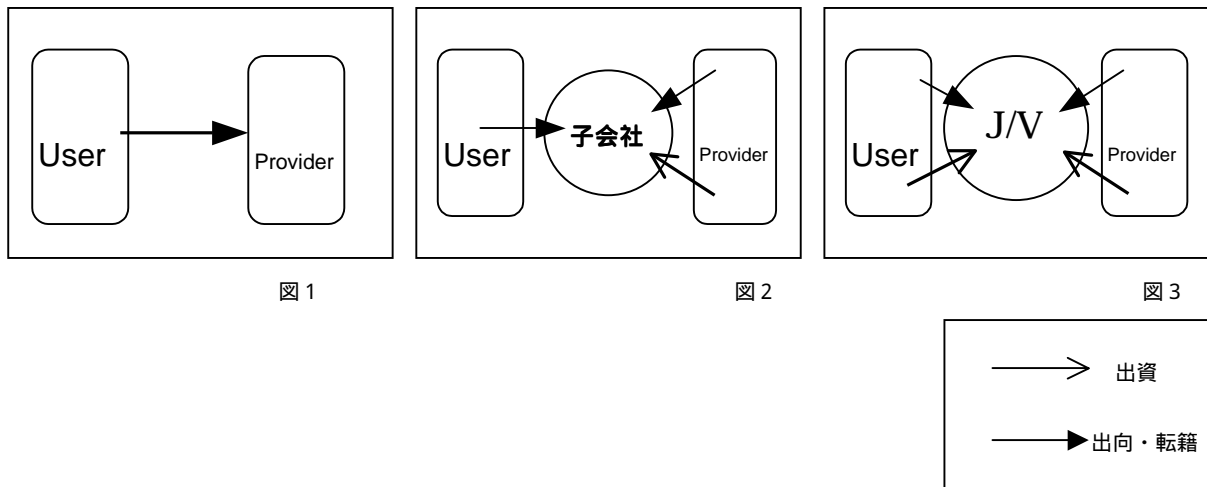 User
Provider
User
子会社
Provider
User
J/V
Provider
図 1
図 2
図 3
出資
出向・転籍